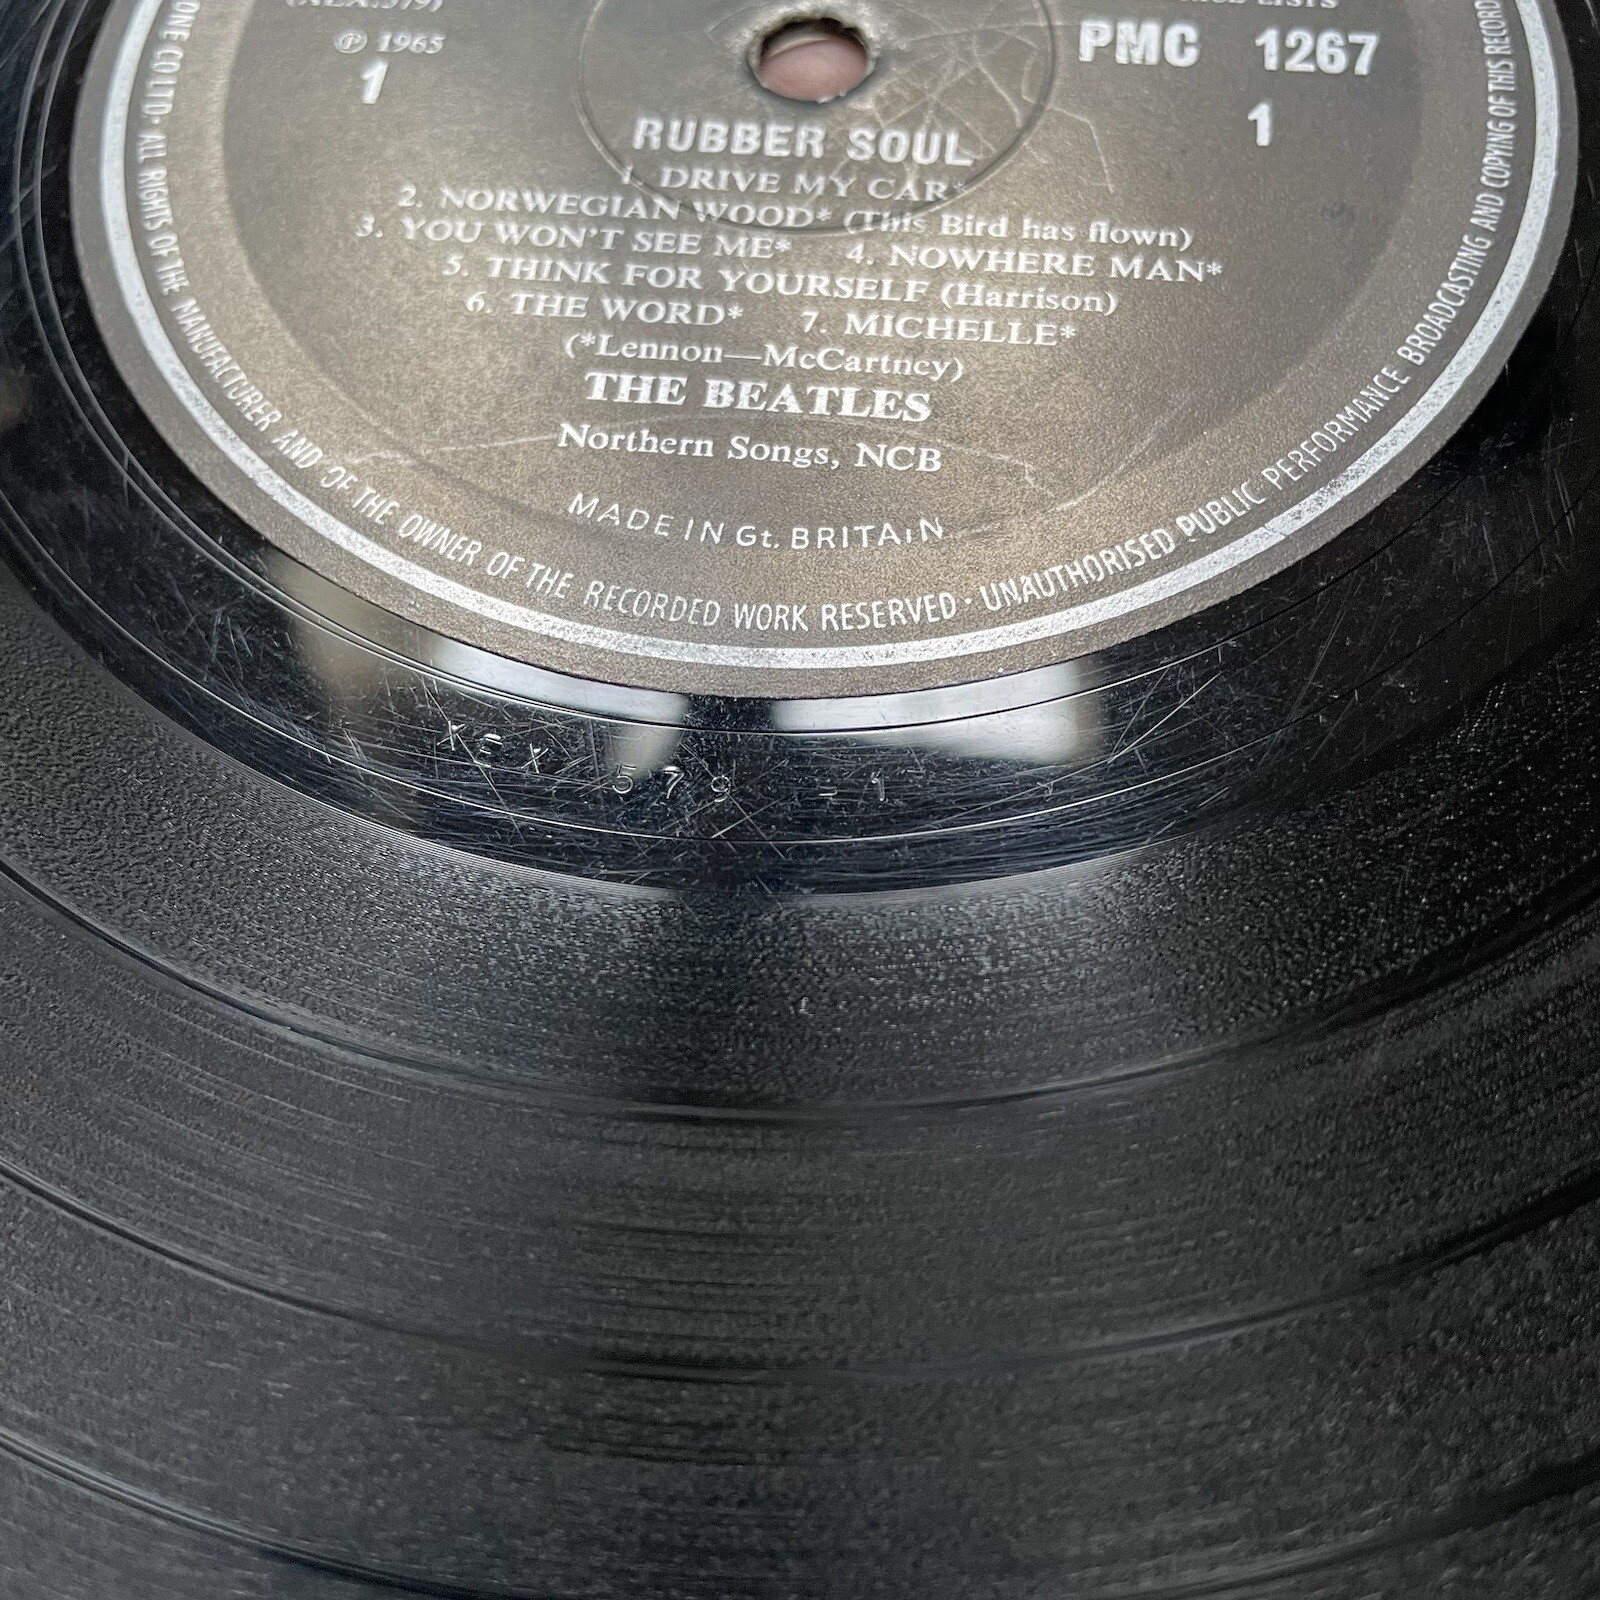 ℗ 1965
1
PMC 1267
1
RUBBER SOUL
1. DRIVE MY CAR*
2. NORWEGIAN WOOD* (This Bird has flown)
3. YOU WON'T SEE ME* 4. NOWHERE MAN*
5. THINK FOR YOURSELF (Harrison)
6. THE WORD* 7. MICHELLE*
(*Lennon—McCartney)
THE BEATLES
Northern Songs, NCB
MADE IN Gt. BRITAIN
CO LTD · ALL RIGHTS OF THE MANUFACTURER AND OF THE OWNER OF THE RECORDED WORK RESERVED · UNAUTHORISED PUBLIC PERFORMANCE BROADCASTING AND COPYING OF THIS RECORD
XEX 579 - 1